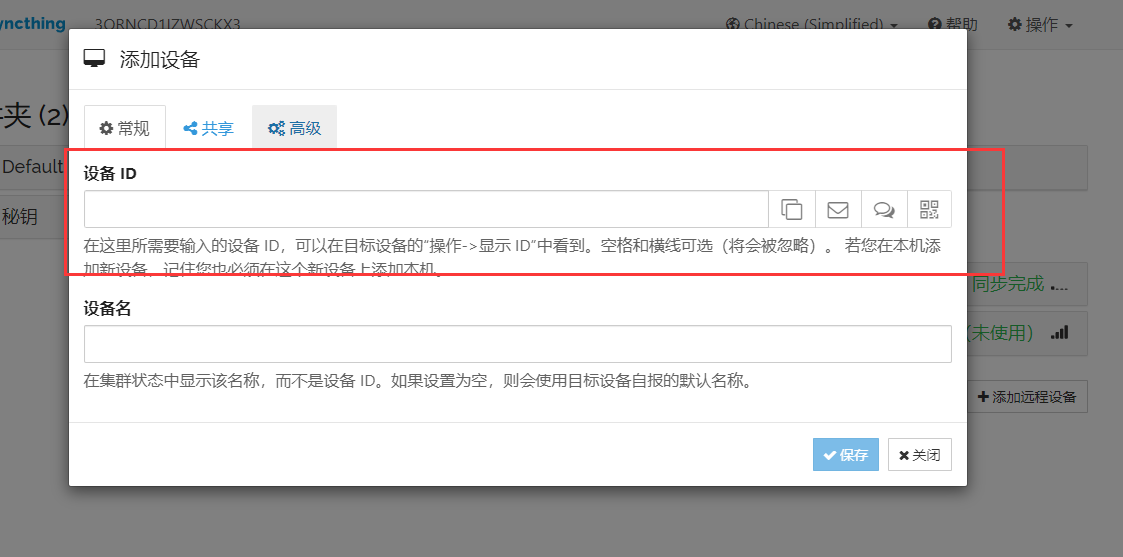 yncthing
3ORNCD1IZWSCKX3
Chinese (Simplified)
帮助
操作
添加设备
夹 (2)
常规
共享
高级
Default
秘钥
设备 ID
在这里所需要输入的设备 ID，可以在目标设备的“操作->显示 ID”中看到。空格和横线可选（将会被忽略）。 若您在本机添
加新设备，记住您也必须在这个新设备上添加本机。
同步完成
设备名
（未使用）
在集群状态中显示该名称，而不是设备 ID。如果设置为空，则会使用目标设备自报的默认名称。
添加远程设备
保存
关闭